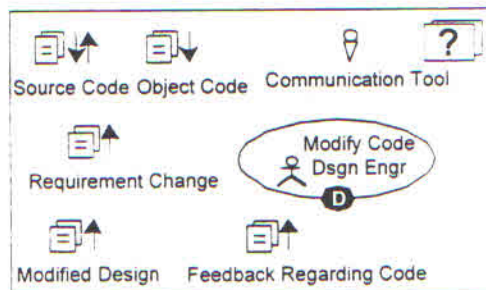 ?
Source Code Object Code Communication Tool
Modify Code
Dsgn Engr
Requirement Change
D
Modified Design Feedback Regarding Code